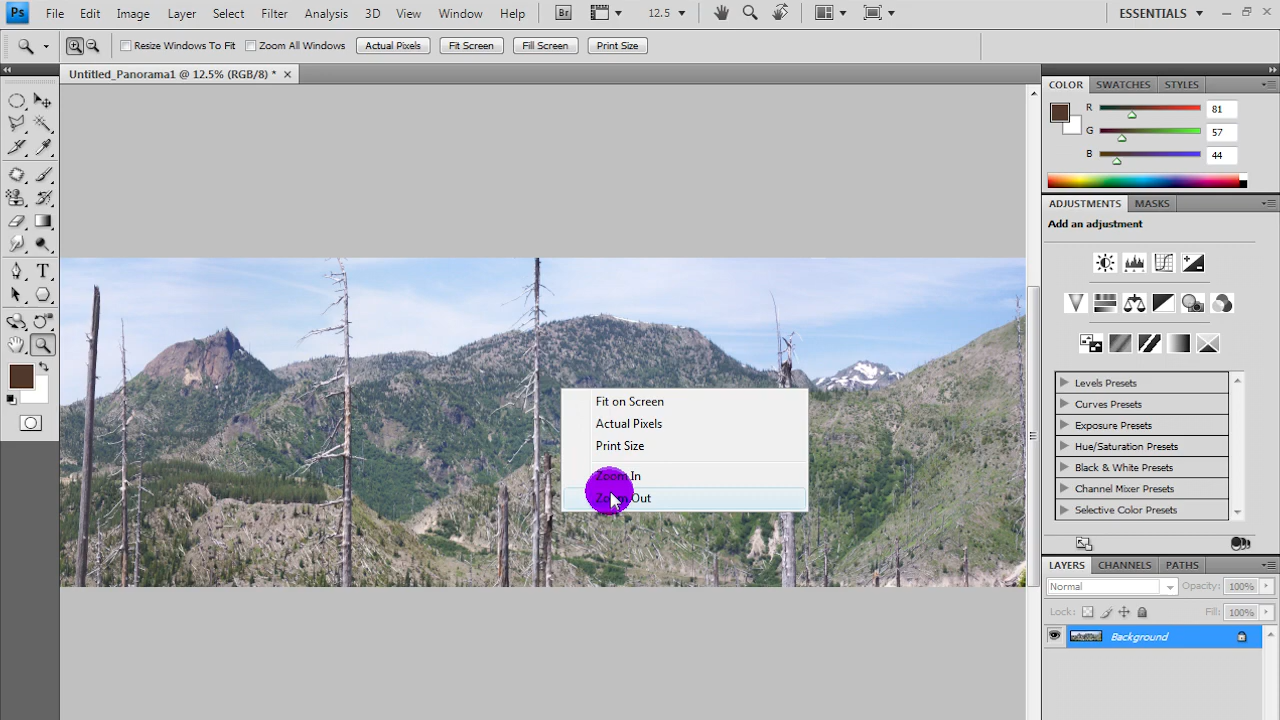 Ps File Edit Image Layer Select Filter Analysis 3D View Window Help Br 12.5 ESSENTIALS
Resize Windows To Fit Zoom All Windows Actual Pixels Fit Screen Fill Screen Print Size
Untitled_Panorama1 @ 12.5% (RGB/8) *
COLOR SWATCHES STYLES
R 81
G 57
B 44
ADJUSTMENTS MASKS
Add an adjustment
Levels Presets
Curves Presets
Exposure Presets
Hue/Saturation Presets
Black & White Presets
Channel Mixer Presets
Selective Color Presets
Fit on Screen
Actual Pixels
Print Size
Zoom In
Zoom Out
LAYERS CHANNELS PATHS
Normal Opacity: 100%
Lock: Fill: 100%
Background
T